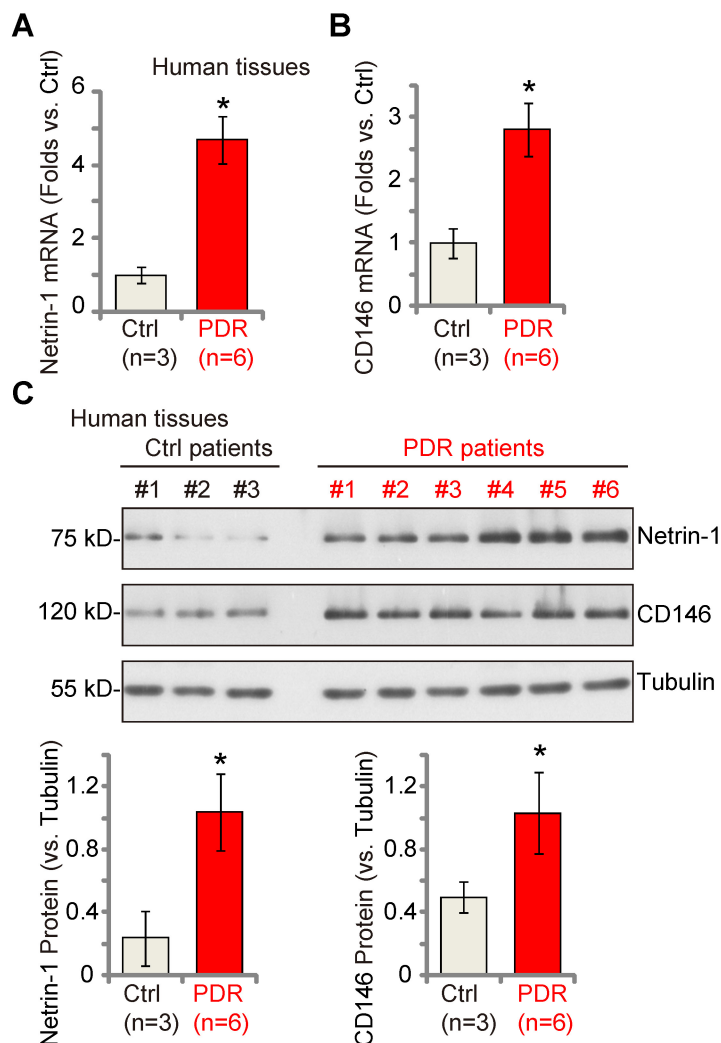 A
B
Human tissues
Netrin-1 mRNA (Folds vs. Ctrl)
6
4
2
0
*
Ctrl
(n=3)
PDR
(n=6)
CD146 mRNA (Folds vs. Ctrl)
3
2
1
0
*
Ctrl
(n=3)
PDR
(n=6)
C
Human tissues
Ctrl patients
PDR patients
#1 #2 #3 #1 #2 #3 #4 #5 #6
75 kD- Netrin-1
120 kD- CD146
55 kD- Tubulin
Netrin-1 Protein (vs. Tubulin)
1.2
0.8
0.4
0
*
Ctrl
(n=3)
PDR
(n=6)
CD146 Protein (vs. Tubulin)
1.2
0.8
0.4
0
*
Ctrl
(n=3)
PDR
(n=6)